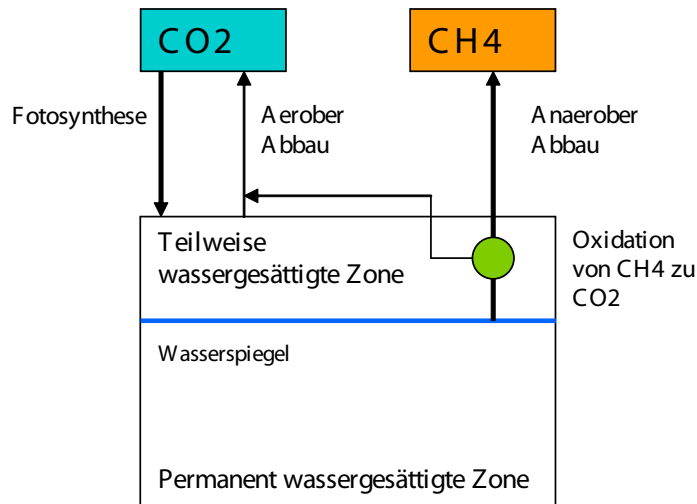 CO2
CH4
Fotosynthese
Aerober
Abbau
Anaerober
Abbau
Teilweise
wassergesättigte Zone
Oxidation
von CH4 zu
CO2
Wasserspiegel
Permanent wassergesättigte Zone